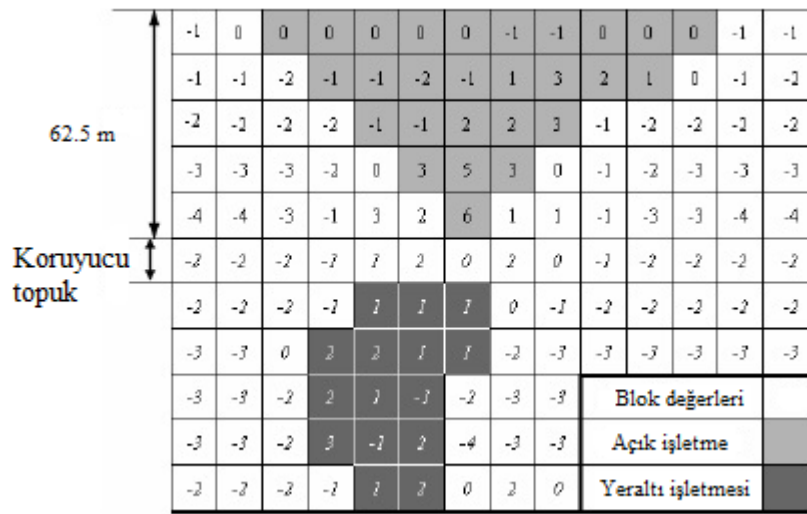 -1 0 0 0 0 0 0 -1 -1 0 0 0 -1 -1
-1 -1 -2 -1 -1 -2 -1 1 3 2 1 0 -1 -2
62.5 m
-2 -2 -2 -2 -1 -1 2 2 3 -1 -2 -2 -2 -2
-3 -3 -3 -2 0 3 5 3 0 -1 -2 -3 -3 -3
-4 -4 -3 -1 3 2 6 1 1 -1 -3 -3 -4 -4
Koruyucu
topuk
-2 -2 -2 -1 1 2 0 2 0 -1 -2 -2 -2 -2
-2 -2 -2 -1 1 1 1 0 -1 -2 -2 -2 -2 -2
-3 -3 0 2 2 1 1 -2 -3 -3 -3 -3 -3 -3
-3 -3 -2 2 1 -1 -2 -3 -3 Blok değerleri
-3 -3 -2 3 -1 2 -4 -3 -3 Açık işletme
-2 -2 -2 -1 1 2 0 2 0 Yeraltı işletmesi